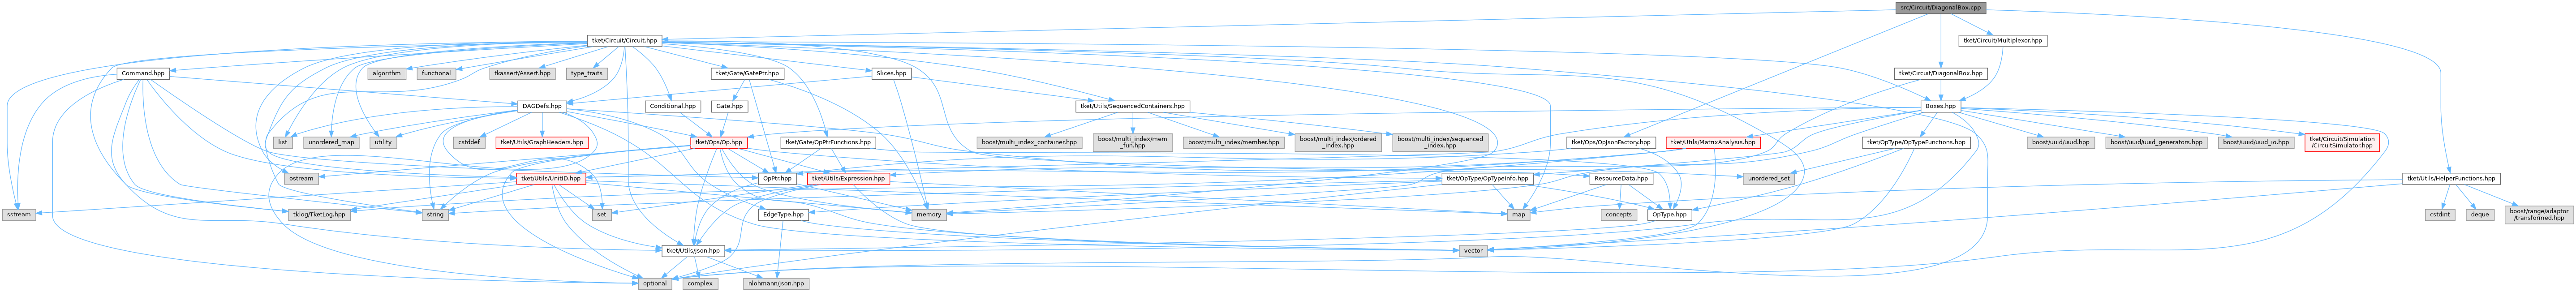 src/Circuit/DiagonalBox.cpp
tket/Circuit/Circuit.hpp
tket/Circuit/Multiplexor.hpp
Command.hpp
algorithm
functional
tkassert/Assert.hpp
type_traits
tket/Gate/GatePtr.hpp
Slices.hpp
tket/Circuit/DiagonalBox.hpp
DAGDefs.hpp
Conditional.hpp
Gate.hpp
tket/Utils/SequencedContainers.hpp
Boxes.hpp
list
unordered_map
utility
cstddef
tket/Utils/GraphHeaders.hpp
tket/Ops/Op.hpp
tket/Gate/OpPtrFunctions.hpp
boost/multi_index_container.hpp
boost/multi_index/mem
_fun.hpp
boost/multi_index/member.hpp
boost/multi_index/ordered
_index.hpp
boost/multi_index/sequenced
_index.hpp
tket/Ops/OpJsonFactory.hpp
tket/Utils/MatrixAnalysis.hpp
tket/OpType/OpTypeFunctions.hpp
boost/uuid/uuid.hpp
boost/uuid/uuid_generators.hpp
boost/uuid/uuid_io.hpp
tket/Circuit/Simulation
/CircuitSimulator.hpp
ostream
tket/Utils/UnitID.hpp
OpPtr.hpp
tket/Utils/Expression.hpp
tket/OpType/OpTypeInfo.hpp
ResourceData.hpp
unordered_set
tket/Utils/HelperFunctions.hpp
sstream
tklog/TketLog.hpp
string
set
EdgeType.hpp
memory
map
concepts
OpType.hpp
cstdint
deque
boost/range/adaptor
/transformed.hpp
tket/Utils/Json.hpp
vector
optional
complex
nlohmann/json.hpp